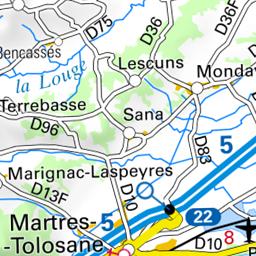 D36
D75
D36F
Bencasses
la Louge
Lescuns
Monda
Terrebasse
Sana
D96
D83
5
Marignac-Laspeyres
D13F
D10
Martres-
-Tolosane
5
22
D10
8